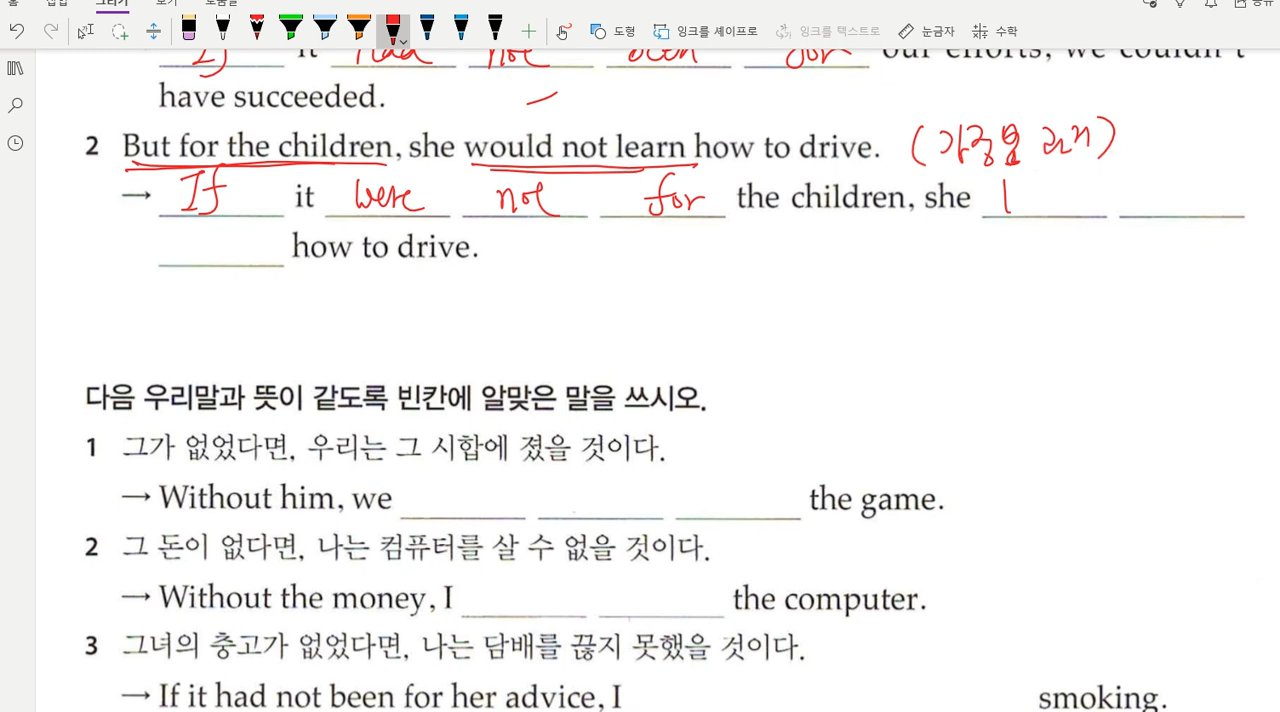 홈 삽입 그리기 보기 도움말 공유
도형 잉크를 셰이프로 잉크를 텍스트로 눈금자 수학
If it had not been for our efforts, we couldn't
have succeeded.
2 But for the children, she would not learn how to drive. (가정법 과거)
→ If it were not for the children, she
how to drive.
다음 우리말과 뜻이 같도록 빈칸에 알맞은 말을 쓰시오.
1 그가 없었다면, 우리는 그 시합에 졌을 것이다.
→ Without him, we the game.
2 그 돈이 없다면, 나는 컴퓨터를 살 수 없을 것이다.
→ Without the money, I the computer.
3 그녀의 충고가 없었다면, 나는 담배를 끊지 못했을 것이다.
→ If it had not been for her advice, I smoking.